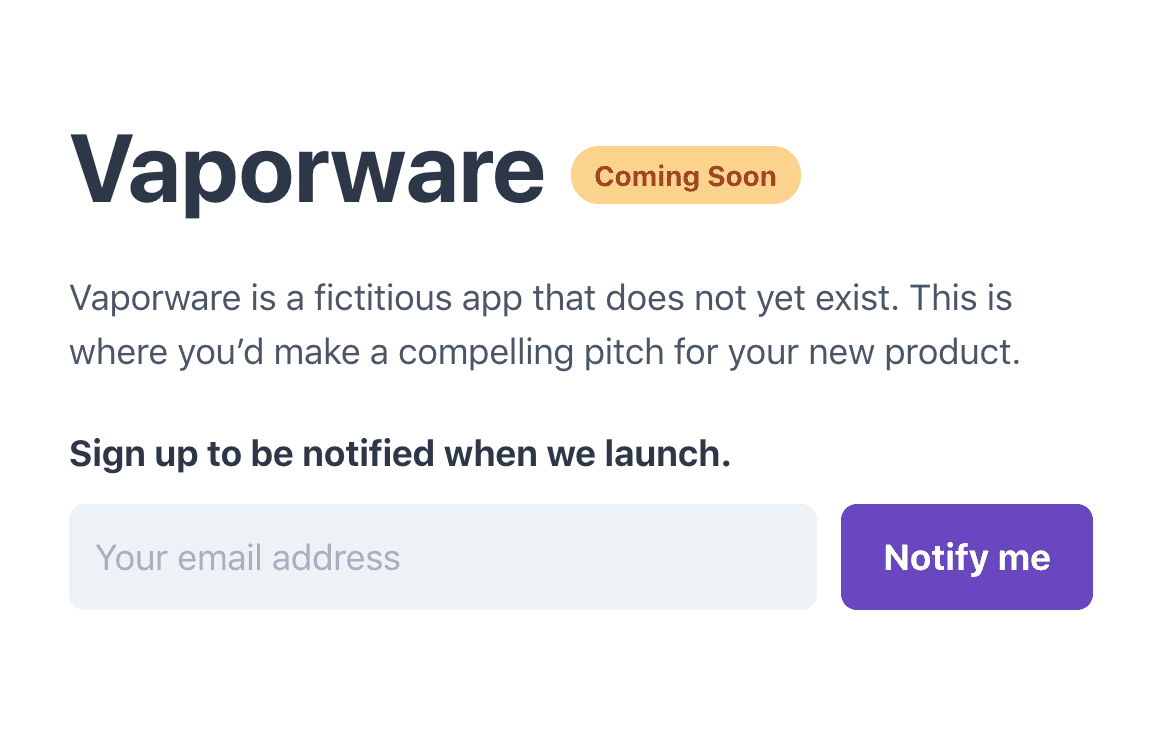 Vaporware
Coming Soon
Vaporware is a fictitious app that does not yet exist. This is
where you’d make a compelling pitch for your new product.
Sign up to be notified when we launch.
Your email address
Notify me